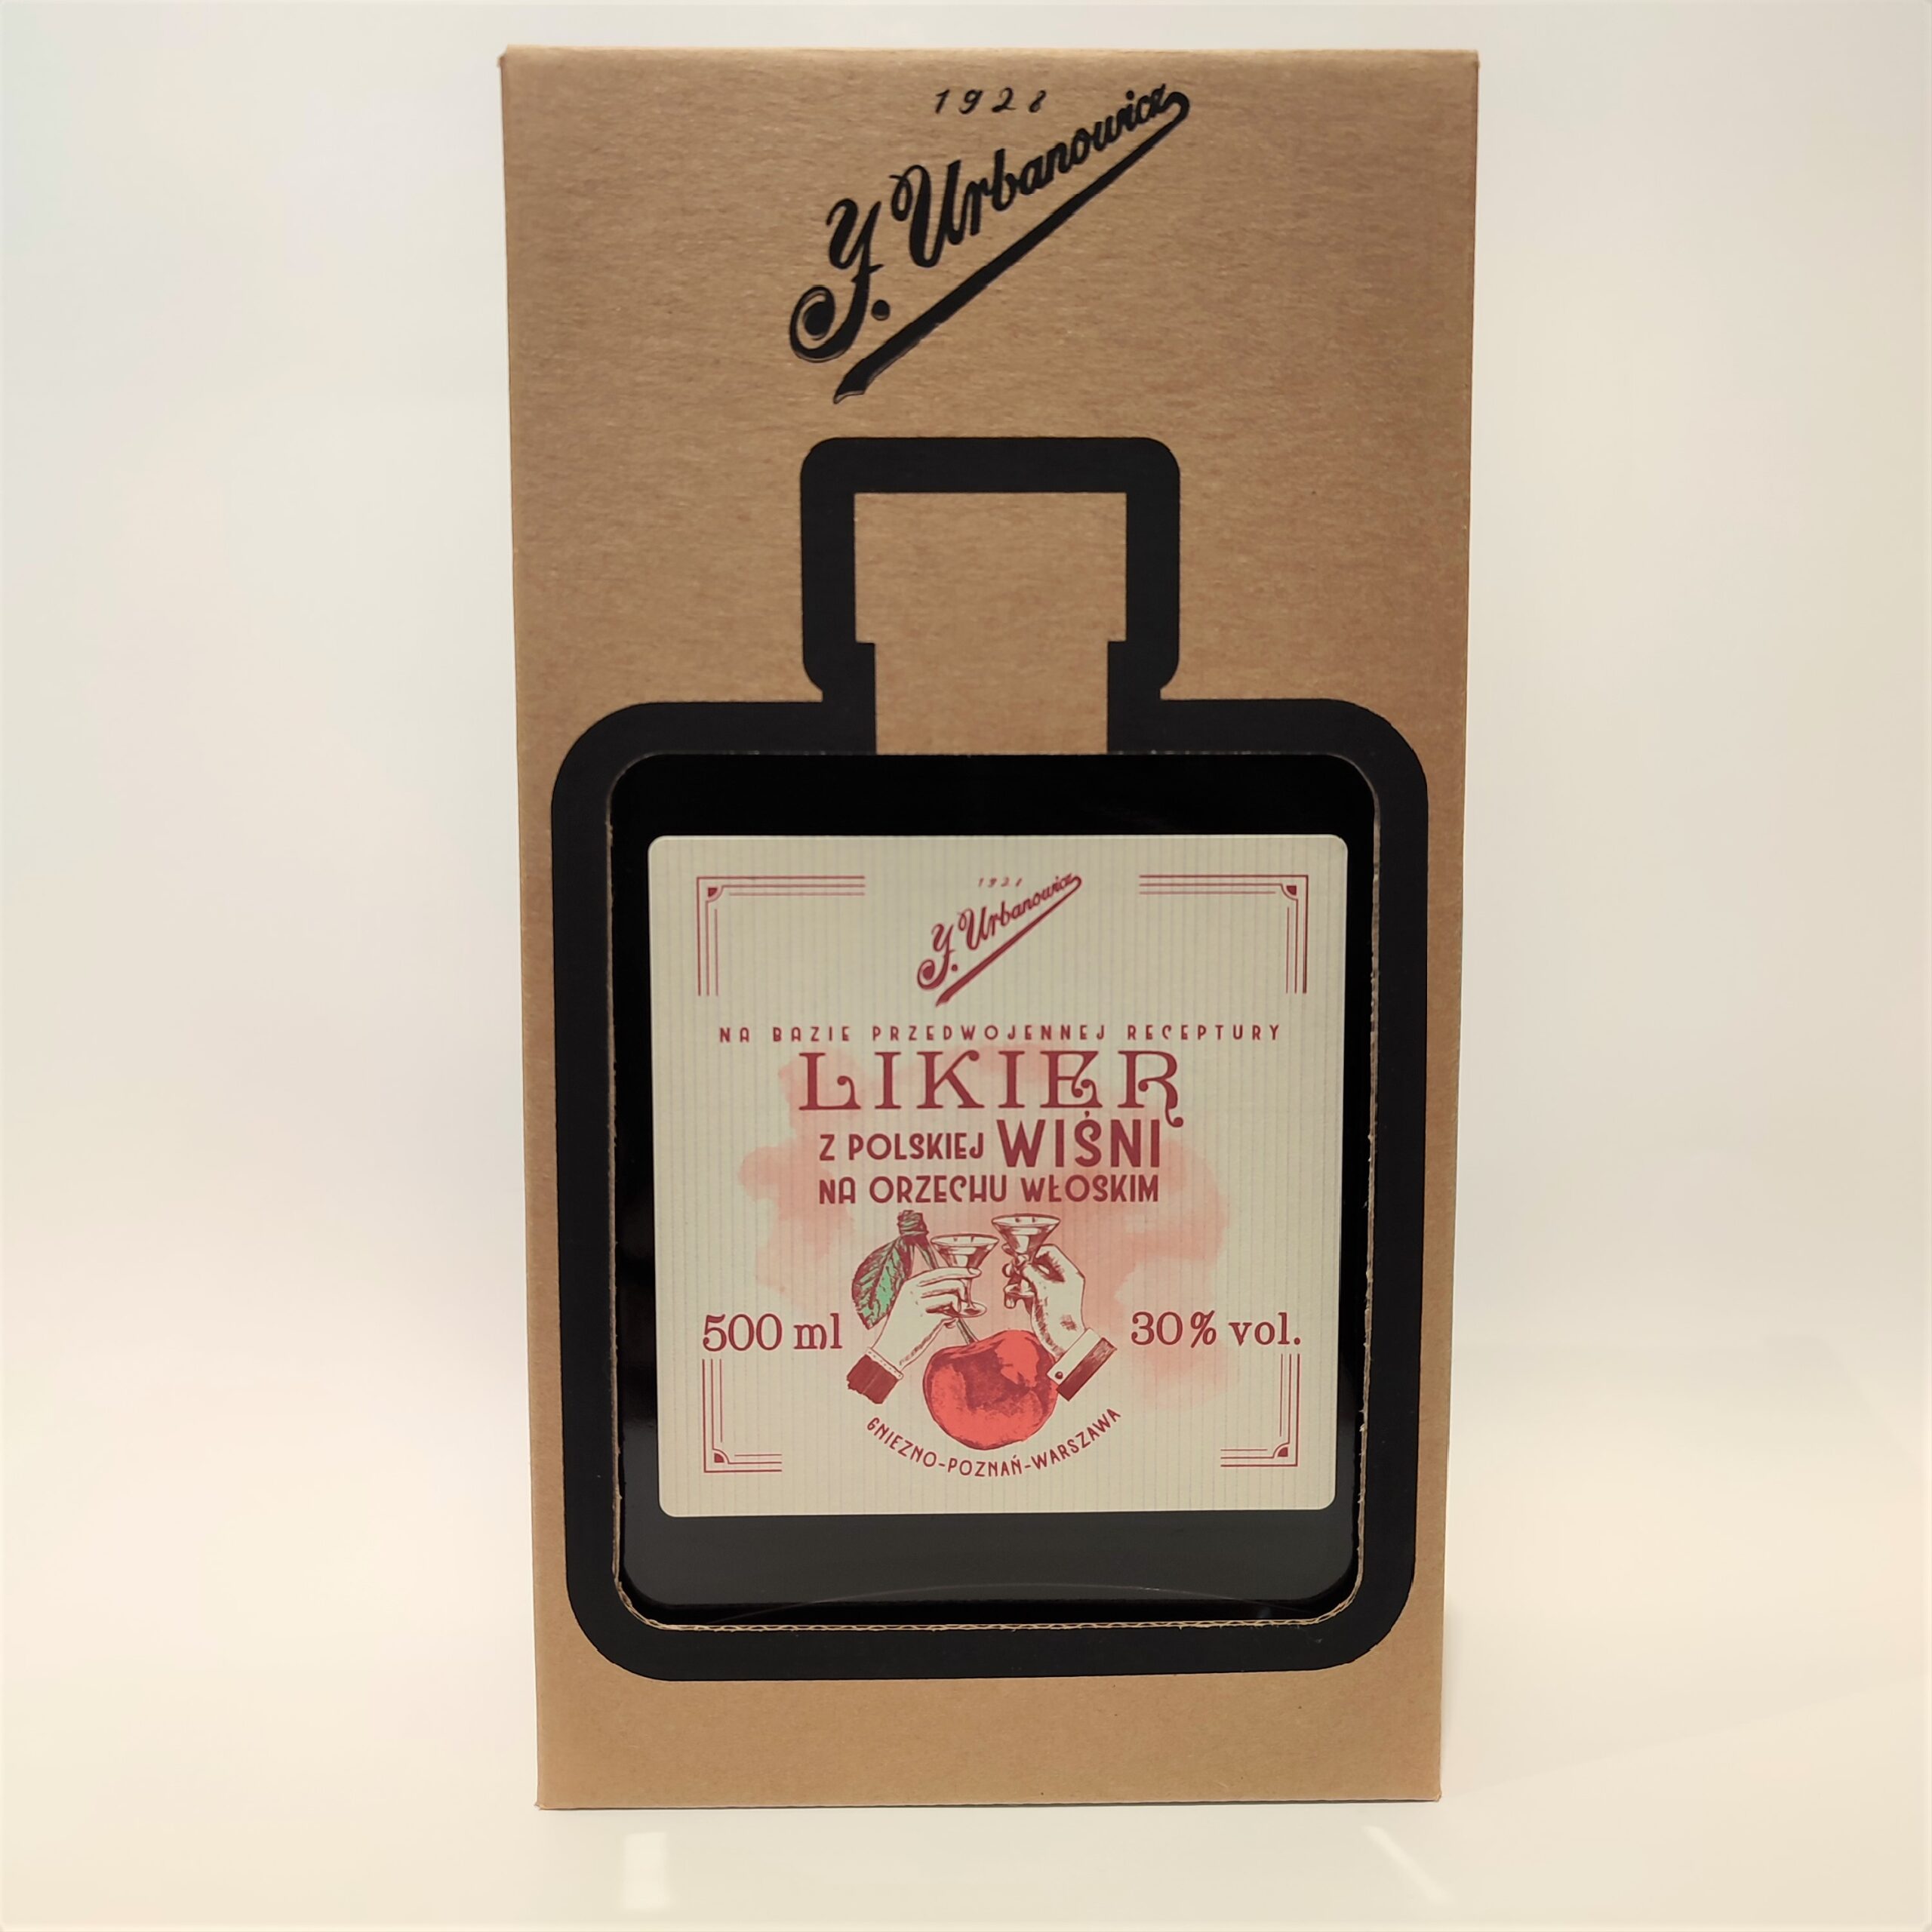 1928
J. Urbanowicz
1928
J. Urbanowicz
NA BAZIE PRZEDWOJENNEJ RECEPTURY
LIKIER
Z POLSKIEJ WIŚNI
NA ORZECHU WŁOSKIM
500 ml
30% vol.
GNIEZNO-POZNAŃ-WARSZAWA